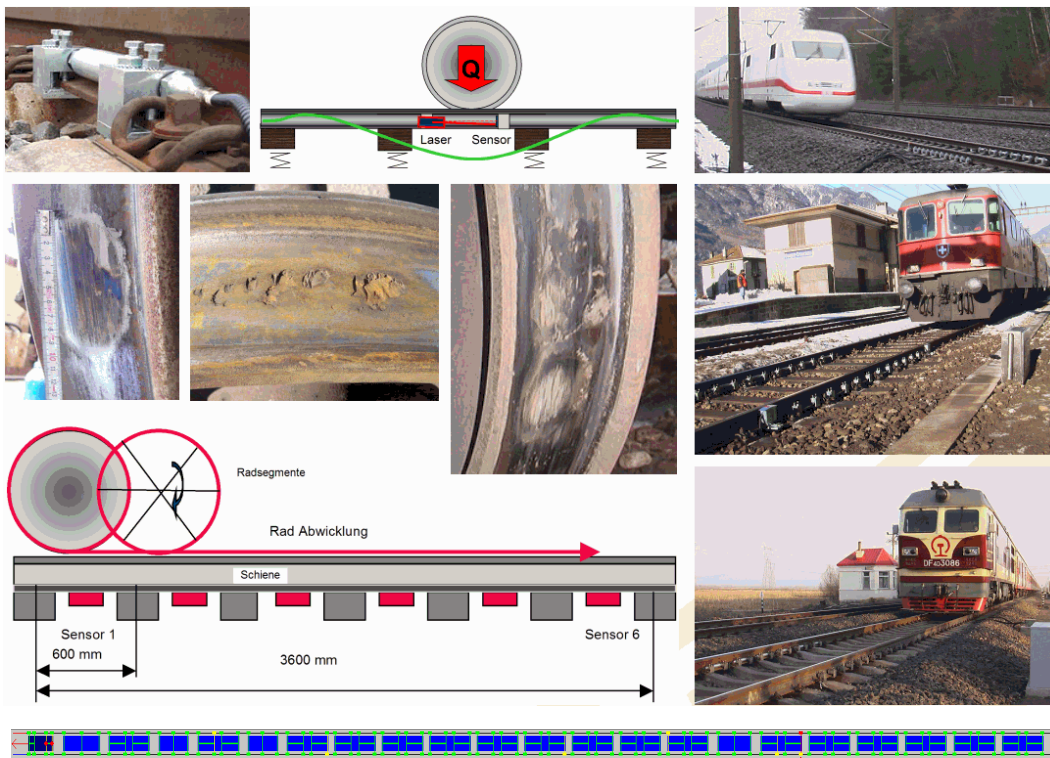 Q
Laser
Sensor
Radsegmente
Rad Abwicklung
Schiene
Sensor 1
Sensor 6
600 mm
3600 mm
DF4D3086